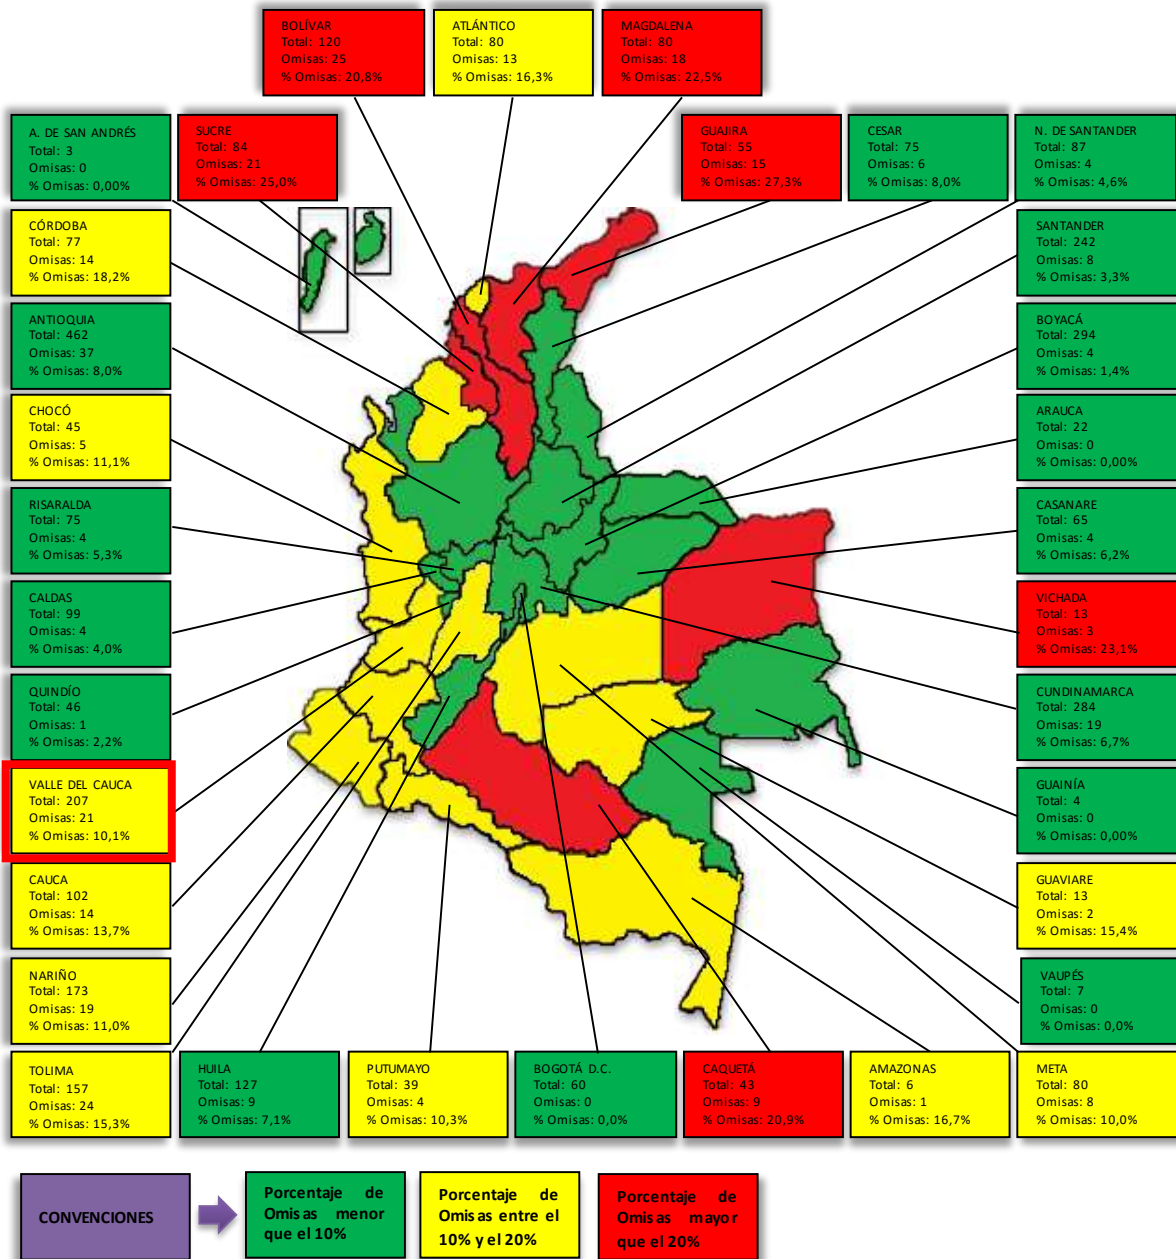 BOLÍVAR
Total: 120
Omisas: 25
% Omisas: 20,8%
ATLÁNTICO
Total: 80
Omisas: 13
% Omisas: 16,3%
MAGDALENA
Total: 80
Omisas: 18
% Omisas: 22,5%
A. DE SAN ANDRÉS
Total: 3
Omisas: 0
% Omisas: 0,00%
SUCRE
Total: 84
Omisas: 21
% Omisas: 25,0%
GUAJIRA
Total: 55
Omisas: 15
% Omisas: 27,3%
CESAR
Total: 75
Omisas: 6
% Omisas: 8,0%
N. DE SANTANDER
Total: 87
Omisas: 4
% Omisas: 4,6%
CÓRDOBA
Total: 77
Omisas: 14
% Omisas: 18,2%
SANTANDER
Total: 242
Omisas: 8
% Omisas: 3,3%
ANTIOQUIA
Total: 462
Omisas: 37
% Omisas: 8,0%
BOYACÁ
Total: 294
Omisas: 4
% Omisas: 1,4%
CHOCÓ
Total: 45
Omisas: 5
% Omisas: 11,1%
ARAUCA
Total: 22
Omisas: 0
% Omisas: 0,00%
RISARALDA
Total: 75
Omisas: 4
% Omisas: 5,3%
CASANARE
Total: 65
Omisas: 4
% Omisas: 6,2%
CALDAS
Total: 99
Omisas: 4
% Omisas: 4,0%
VICHADA
Total: 13
Omisas: 3
% Omisas: 23,1%
QUINDÍO
Total: 46
Omisas: 1
% Omisas: 2,2%
CUNDINAMARCA
Total: 284
Omisas: 19
% Omisas: 6,7%
VALLE DEL CAUCA
Total: 207
Omisas: 21
% Omisas: 10,1%
GUAINÍA
Total: 4
Omisas: 0
% Omisas: 0,00%
CAUCA
Total: 102
Omisas: 14
% Omisas: 13,7%
GUAVIARE
Total: 13
Omisas: 2
% Omisas: 15,4%
NARIÑO
Total: 173
Omisas: 19
% Omisas: 11,0%
VAUPÉS
Total: 7
Omisas: 0
% Omisas: 0,0%
TOLIMA
Total: 157
Omisas: 24
% Omisas: 15,3%
HUILA
Total: 127
Omisas: 9
% Omisas: 7,1%
PUTUMAYO
Total: 39
Omisas: 4
% Omisas: 10,3%
BOGOTÁ D.C.
Total: 60
Omisas: 0
% Omisas: 0,0%
CAQUETÁ
Total: 43
Omisas: 9
% Omisas: 20,9%
AMAZONAS
Total: 6
Omisas: 1
% Omisas: 16,7%
META
Total: 80
Omisas: 8
% Omisas: 10,0%
CONVENCIONES
Porcentaje de
Omisas menor
que el 10%
Porcentaje de
Omisas entre el
10% y el 20%
Porcentaje de
Omisas mayor
que el 20%